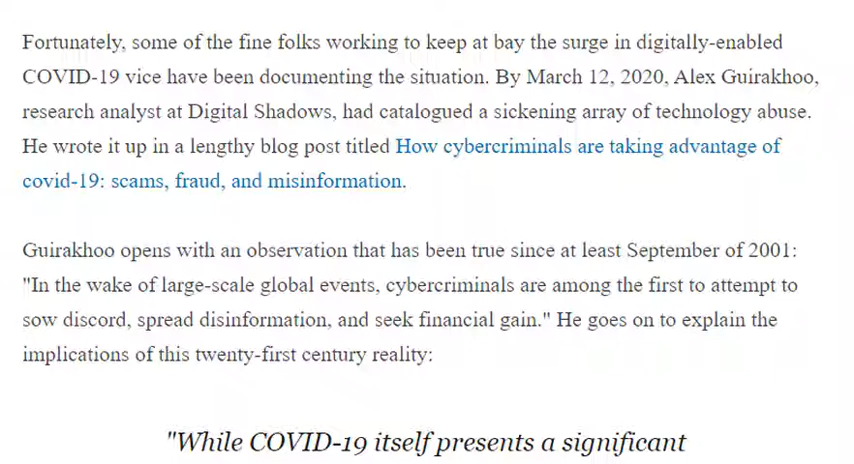 Fortunately, some of the fine folks working to keep at bay the surge in digitally-enabled
COVID-19 vice have been documenting the situation. By March 12, 2020, Alex Guirakhoo,
research analyst at Digital Shadows, had catalogued a sickening array of technology abuse.
He wrote it up in a lengthy blog post titled How cybercriminals are taking advantage of
covid-19: scams, fraud, and misinformation.
Guirakhoo opens with an observation that has been true since at least September of 2001:
"In the wake of large-scale global events, cybercriminals are among the first to attempt to
sow discord, spread disinformation, and seek financial gain." He goes on to explain the
implications of this twenty-first century reality:
"While COVID-19 itself presents a significant